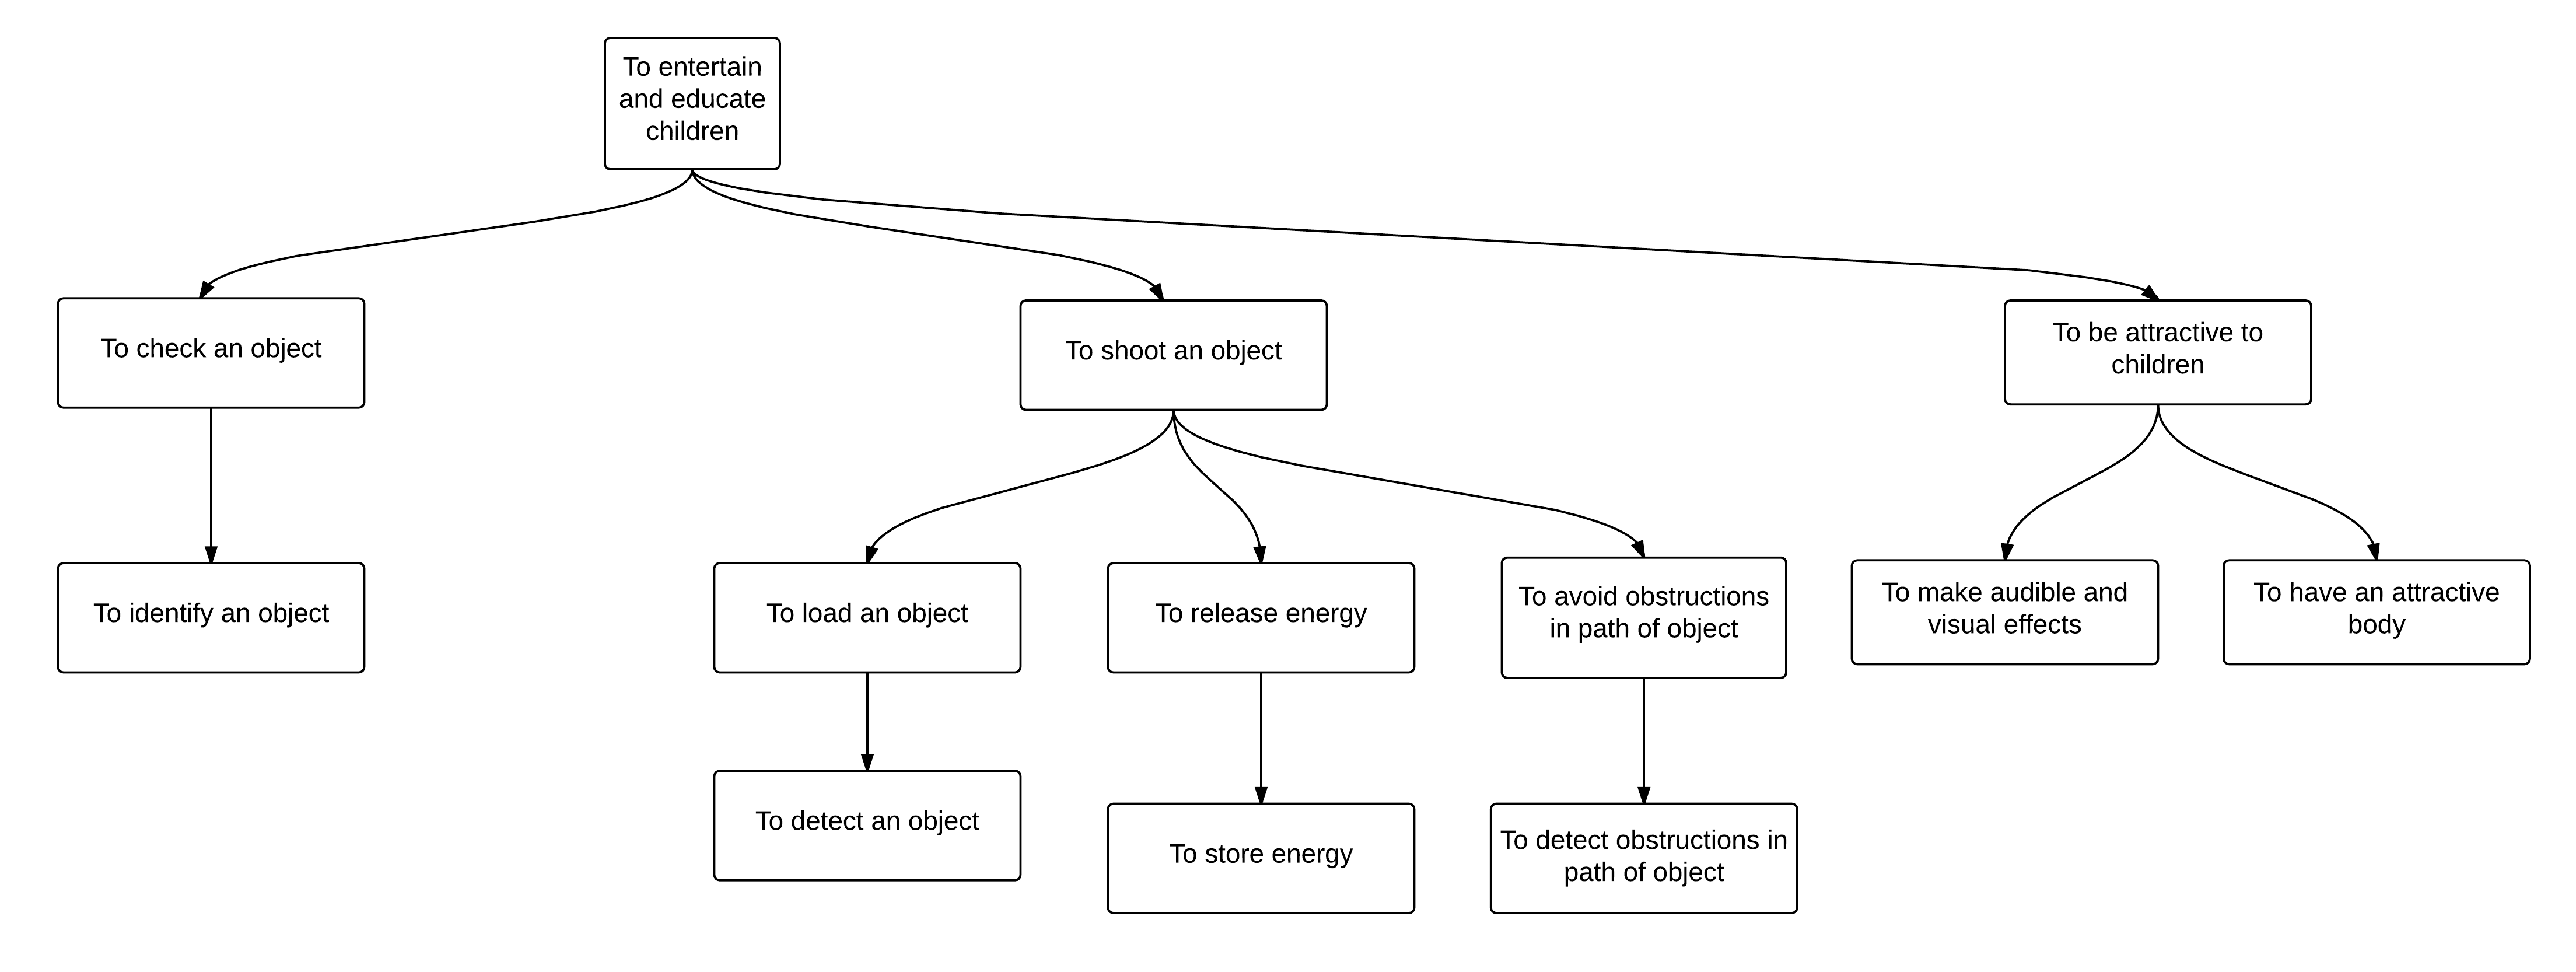 To entertain
and educate
children
To check an object
To shoot an object
To be attractive to
children
To identify an object
To load an object
To release energy
To avoid obstructions
in path of object
To make audible and
visual effects
To have an attractive
body
To detect an object
To store energy
To detect obstructions in
path of object